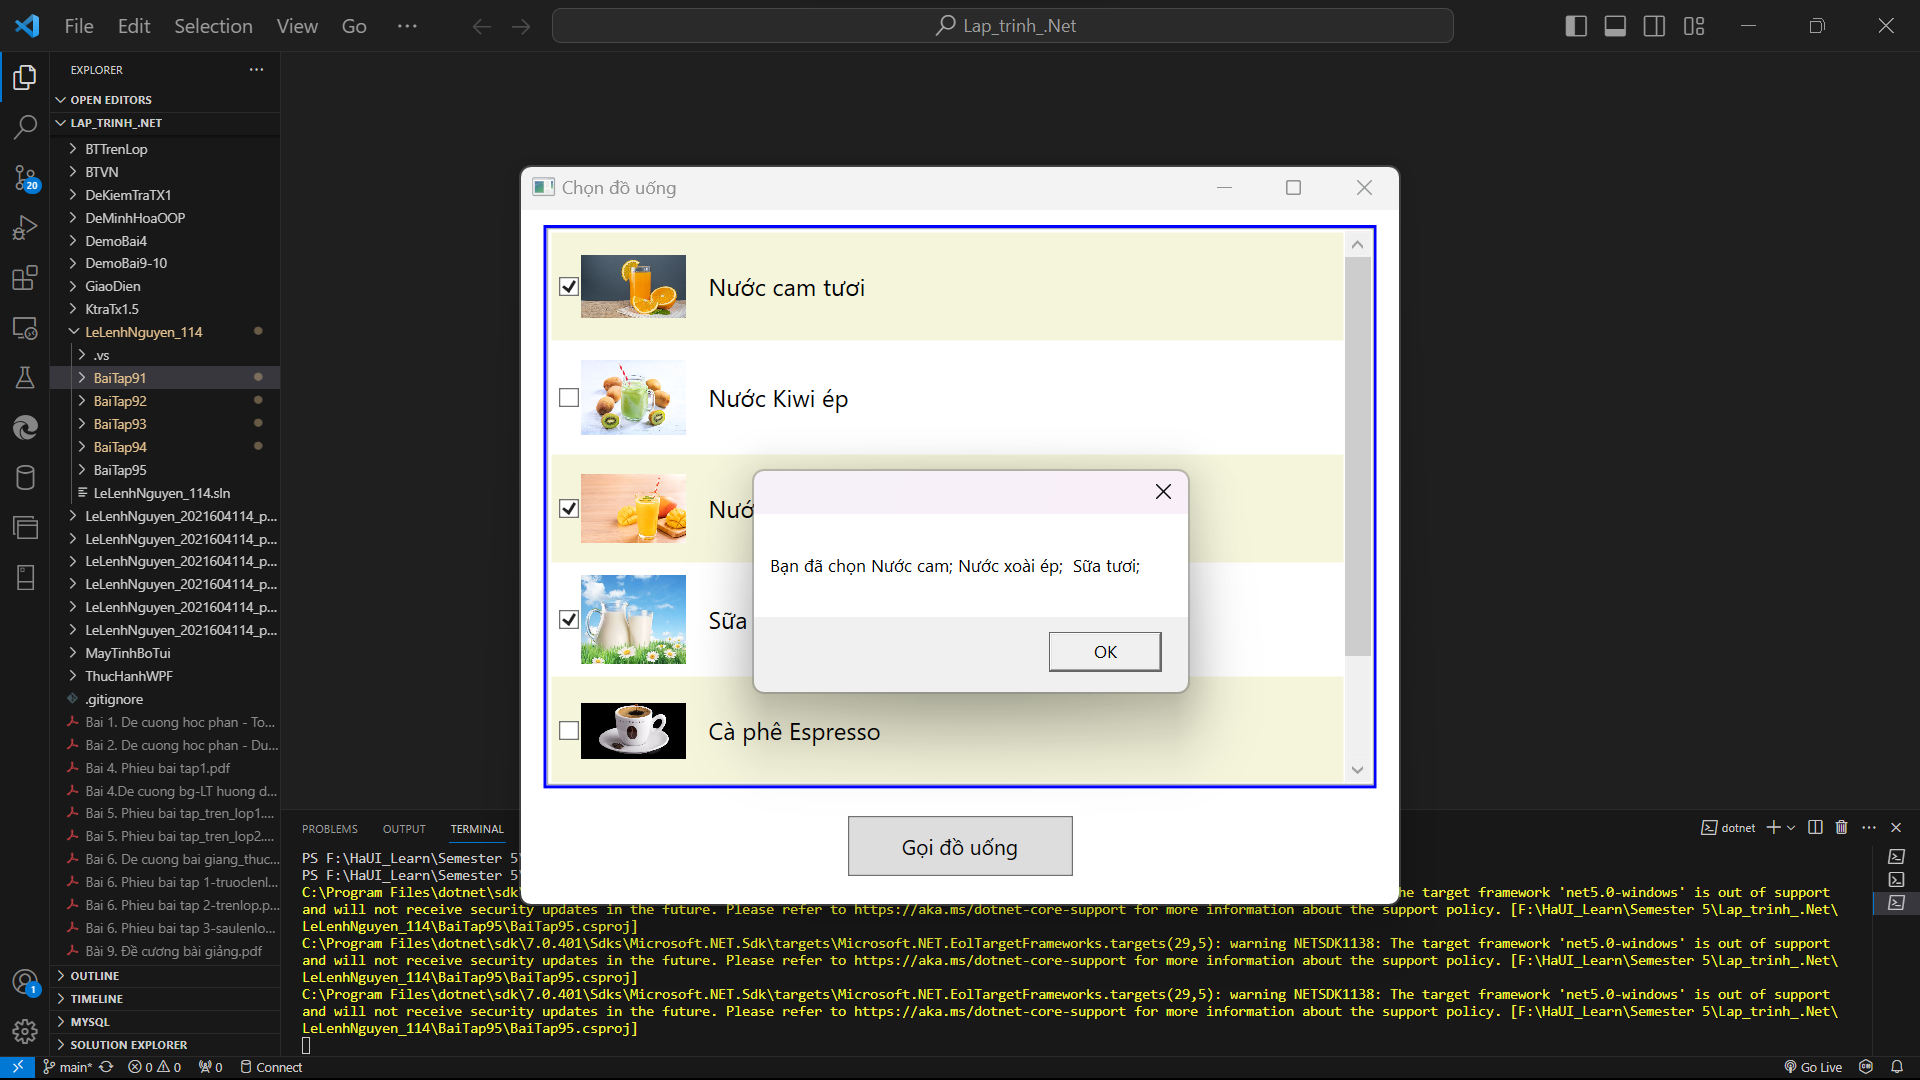 File Edit Selection View Go ···
Lap_trinh_.Net
EXPLORER
OPEN EDITORS
LAP_TRINH_.NET
BTTrenLop
BTVN
DeKiemTraTX1
DeMinhHoaOOP
DemoBai4
DemoBai9-10
GiaoDien
KtraTx1.5
LeLenhNguyen_114
.vs
BaiTap91
BaiTap92
BaiTap93
BaiTap94
BaiTap95
LeLenhNguyen_114.sln
LeLenhNguyen_2021604114_p...
LeLenhNguyen_2021604114_p...
LeLenhNguyen_2021604114_p...
LeLenhNguyen_2021604114_p...
LeLenhNguyen_2021604114_p...
LeLenhNguyen_2021604114_p...
MayTinhBoTui
ThucHanhWPF
.gitignore
Bai 1. De cuong hoc phan - To...
Bai 2. De cuong hoc phan - Du...
Bai 4. Phieu bai tap1.pdf
Bai 4.De cuong bg-LT huong d...
Bai 5. Phieu bai tap_tren_lop1....
Bai 5. Phieu bai tap_tren_lop2....
Bai 6. De cuong bai giang_thuc...
Bai 6. Phieu bai tap 1-truoclenl...
Bai 6. Phieu bai tap 2-trenlop.p...
Bai 6. Phieu bai tap 3-saulenlo...
Bài 9. Đề cương bài giảng.pdf
OUTLINE
TIMELINE
MYSQL
SOLUTION EXPLORER
20
1
Chọn đồ uống
Nước cam tươi
Nước Kiwi ép
Nướ
Sữa
Cà phê Espresso
Bạn đã chọn Nước cam; Nước xoài ép; Sữa tươi;
OK
Gọi đồ uống
PROBLEMS OUTPUT TERMINAL
dotnet
PS F:\HaUI_Learn\Semester 5
PS F:\HaUI_Learn\Semester 5
C:\Program Files\dotnet\sdk he target framework 'net5.0-windows' is out of support
and will not receive security updates in the future. Please refer to https://aka.ms/dotnet-core-support for more information about the support policy. [F:\HaUI_Learn\Semester 5\Lap_trinh_.Net\
LeLenhNguyen_114\BaiTap95\BaiTap95.csproj]
C:\Program Files\dotnet\sdk\7.0.401\Sdks\Microsoft.NET.Sdk\targets\Microsoft.NET.EolTargetFrameworks.targets(29,5): warning NETSDK1138: The target framework 'net5.0-windows' is out of support
and will not receive security updates in the future. Please refer to https://aka.ms/dotnet-core-support for more information about the support policy. [F:\HaUI_Learn\Semester 5\Lap_trinh_.Net\
LeLenhNguyen_114\BaiTap95\BaiTap95.csproj]
C:\Program Files\dotnet\sdk\7.0.401\Sdks\Microsoft.NET.Sdk\targets\Microsoft.NET.EolTargetFrameworks.targets(29,5): warning NETSDK1138: The target framework 'net5.0-windows' is out of support
and will not receive security updates in the future. Please refer to https://aka.ms/dotnet-core-support for more information about the support policy. [F:\HaUI_Learn\Semester 5\Lap_trinh_.Net\
LeLenhNguyen_114\BaiTap95\BaiTap95.csproj]
main* 0 0 0 Connect
Go Live